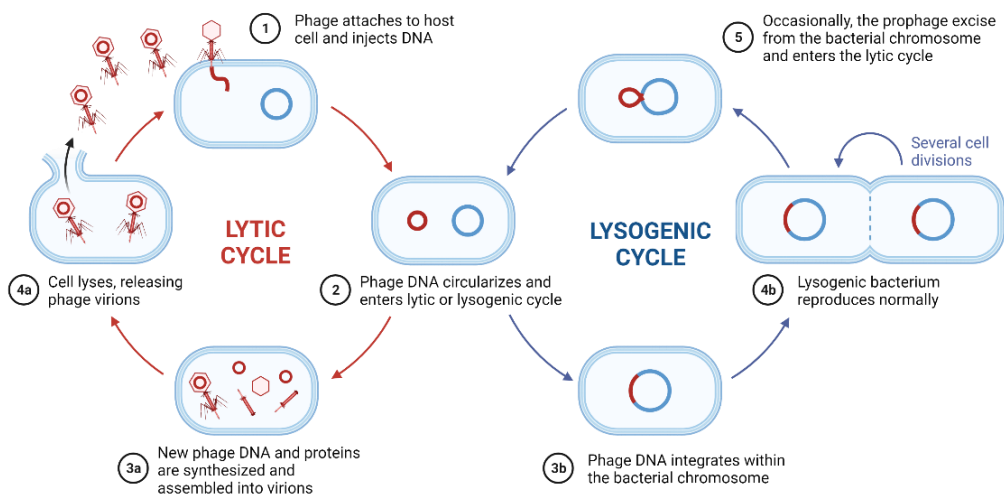 1
Phage attaches to host
cell and injects DNA
5
Occasionally, the prophage excise
from the bacterial chromosome
and enters the lytic cycle
Several cell
divisions
LYTIC
CYCLE
LYSOGENIC
CYCLE
4a
Cell lyses, releasing
phage virions
2
Phage DNA circularizes and
enters lytic or lysogenic cycle
4b
Lysogenic bacterium
reproduces normally
3a
New phage DNA and proteins
are synthesized and
assembled into virions
3b
Phage DNA integrates within
the bacterial chromosome